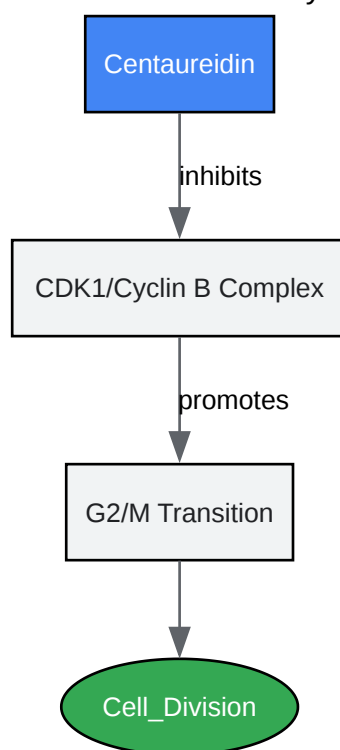 Centaureidin
inhibits
CDK1/Cyclin B Complex
promotes
G2/M Transition
Cell_Division